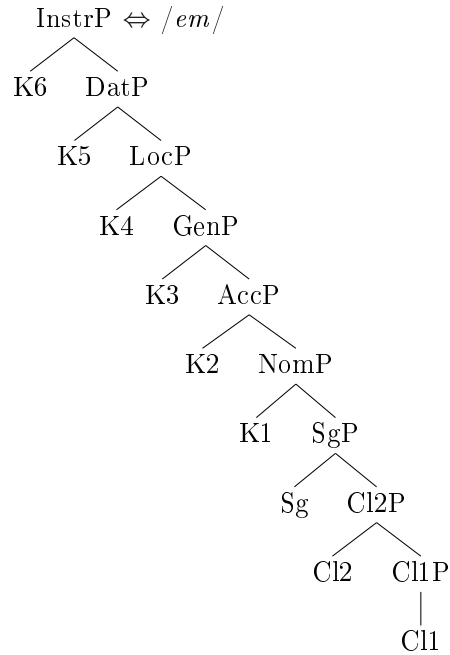 InstrP ⇔ /em/
K6 DatP
K5 LocP
K4 GenP
K3 AccP
K2 NomP
K1 SgP
Sg Cl2P
Cl2 Cl1P
Cl1